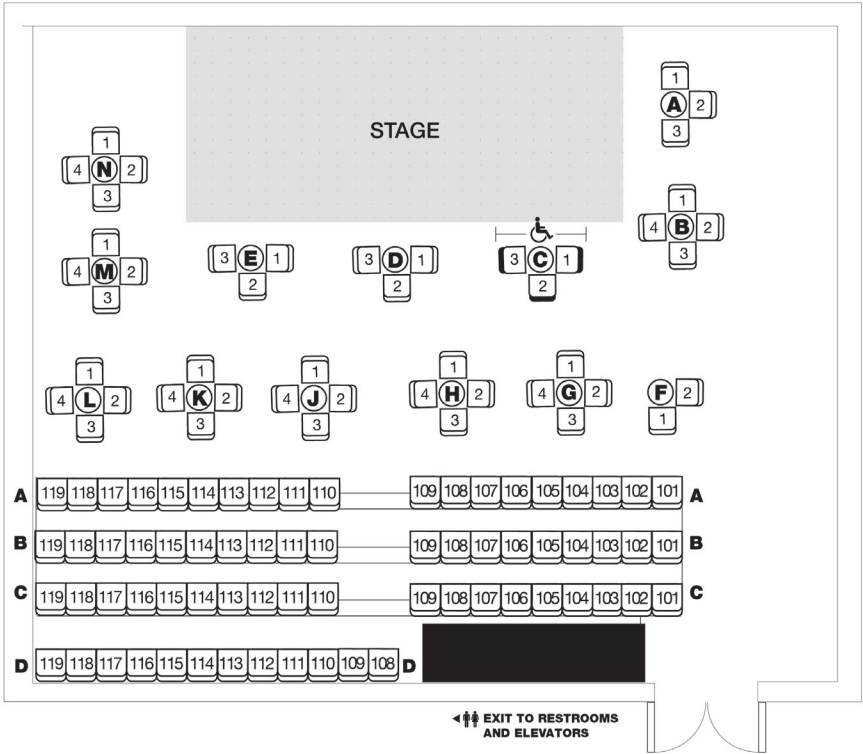 STAGE
1
A 2
3
1
4 N 2
3
1
4 B 2
3
1
4 M 2
3
3 E 1
2
3 D 1
2
3 C 1
2
1
4 L 2
3
1
4 K 2
3
1
4 J 2
3
1
4 H 2
3
1
4 G 2
3
F 2
1
A 119 118 117 116 115 114 113 112 111 110 109 108 107 106 105 104 103 102 101 A
B 119 118 117 116 115 114 113 112 111 110 109 108 107 106 105 104 103 102 101 B
C 119 118 117 116 115 114 113 112 111 110 109 108 107 106 105 104 103 102 101 C
D 119 118 117 116 115 114 113 112 111 110 109 108 D
EXIT TO RESTROOMS
AND ELEVATORS